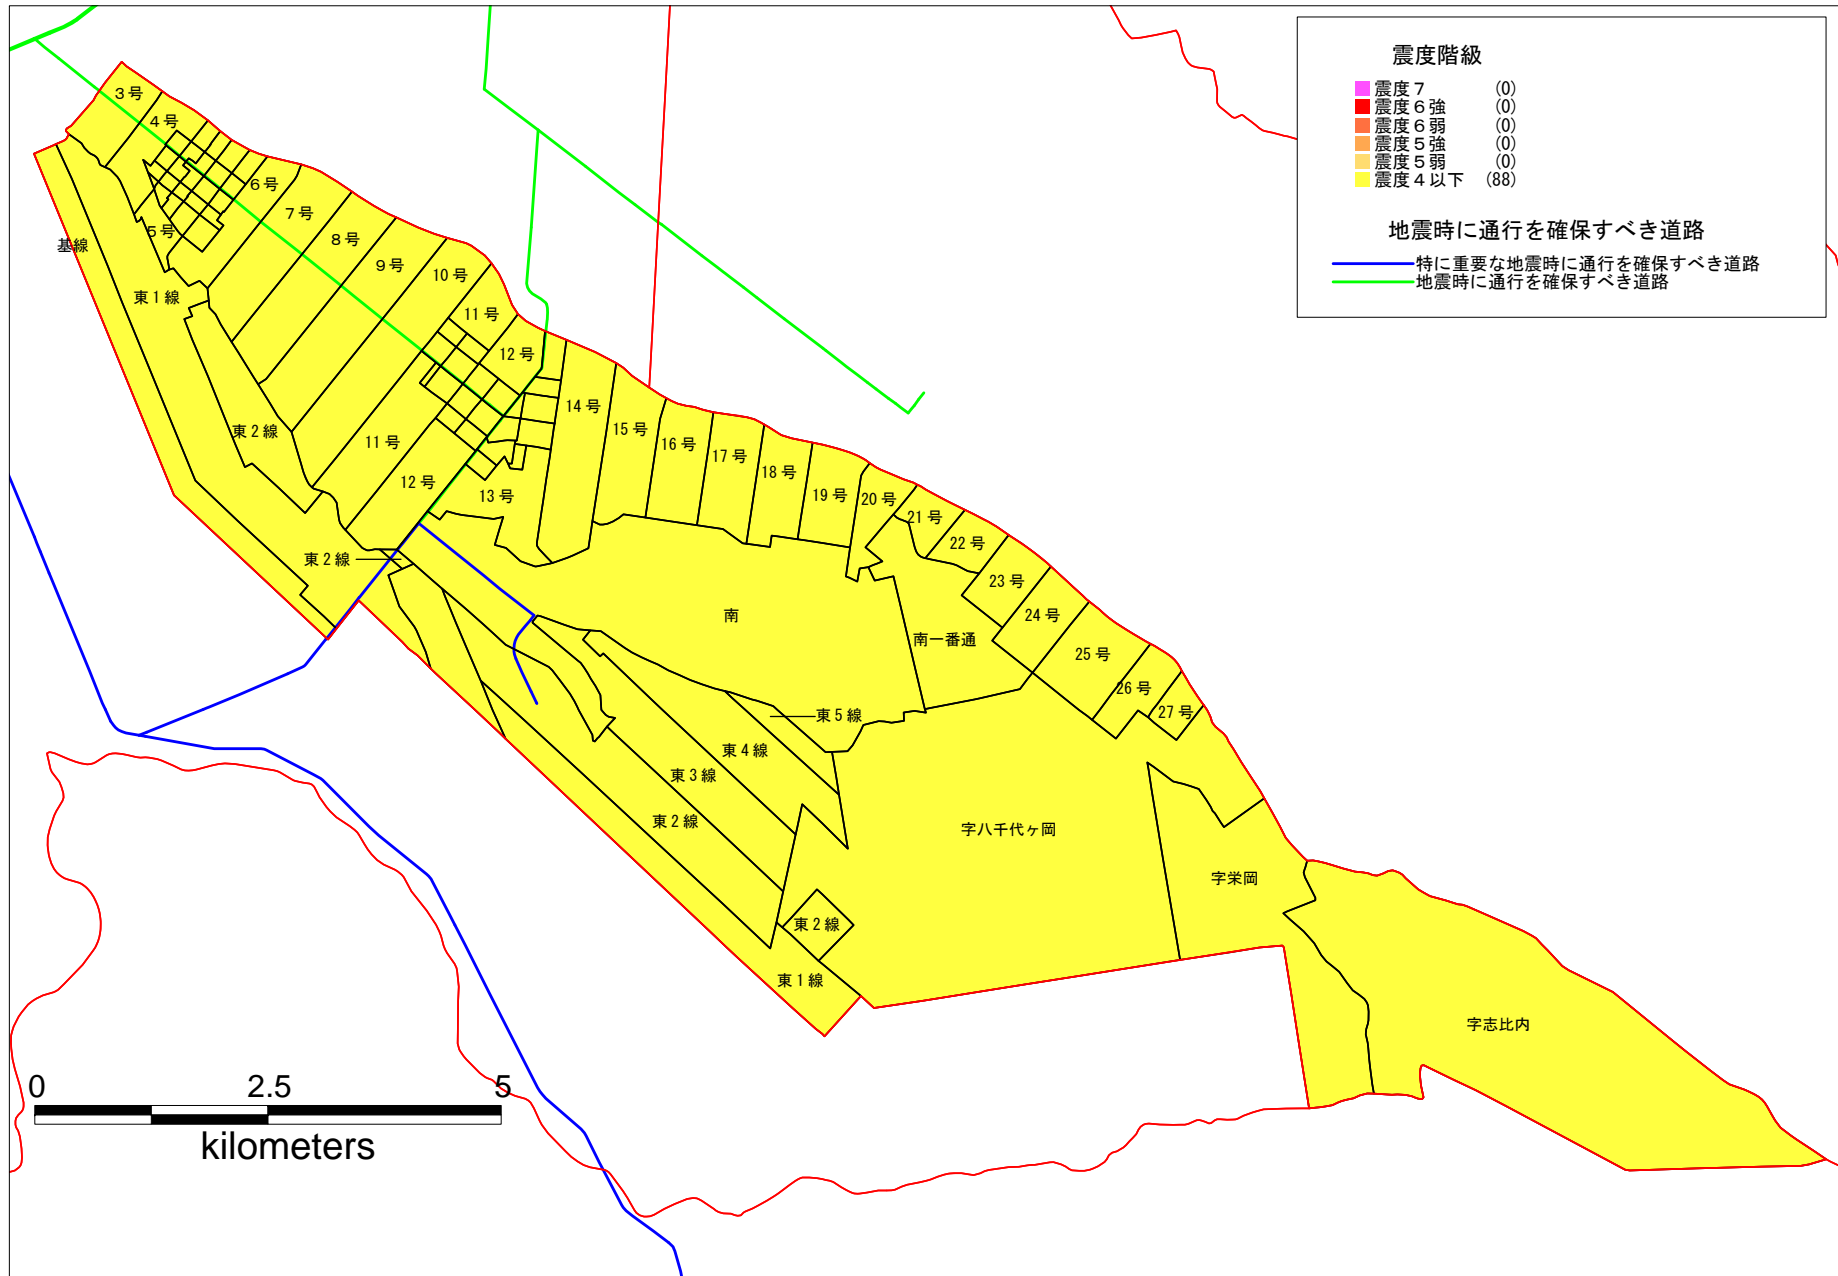 震度階級
震度７ (0)
震度６強 (0)
震度６弱 (0)
震度５強 (0)
震度５弱 (0)
震度４以下 (88)
地震時に通行を確保すべき道路
特に重要な地震時に通行を確保すべき道路
地震時に通行を確保すべき道路
３号
４号
６号
７号
５号
８号
基線
９号
10号
東１線
11号
12号
14号
15号
東２線
11号
16号
17号
18号
12号
13号
19号
20号
21号
22号
東２線
23号
南
24号
南一番通
25号
26号
27号
東５線
東４線
東３線
東２線
字八千代ヶ岡
字栄岡
東２線
東１線
字志比内
0 2.5 5
kilometers